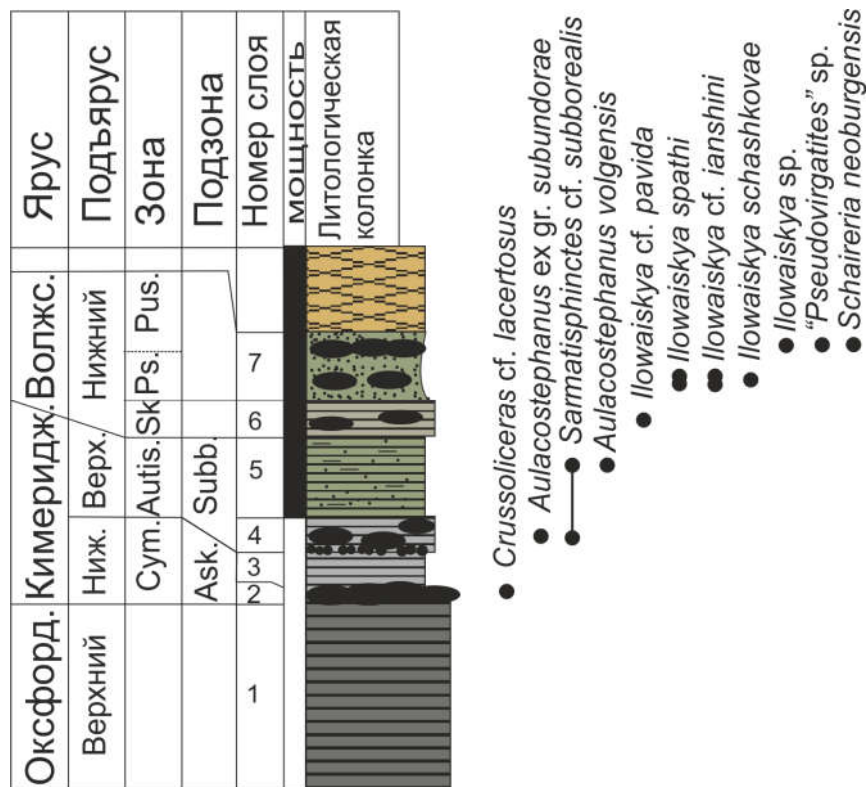 Ярус
Подъярус
Зона
Подзона
Номер слоя
мощность
Литологическая
колонка
Оксфорд.
Кимеридж.
Волжс.
Верхний
Ниж.
Верх.
Нижний
Cym.
Autis.
Sk
Ps.
Pus.
Ask.
Subb.
1
2
3
4
5
6
7
Crussoliceras cf. lacertosus
Aulacostephanus ex gr. subundorae
Sarmatisphinctes cf. subborealis
Aulacostephanus volgensis
Ilowaiskya cf. pavida
Ilowaiskya spathi
Ilowaiskya cf. ianshini
Ilowaiskya schashkovae
Ilowaiskya sp.
“Pseudovirgatites” sp.
Schaireria neoburgensis